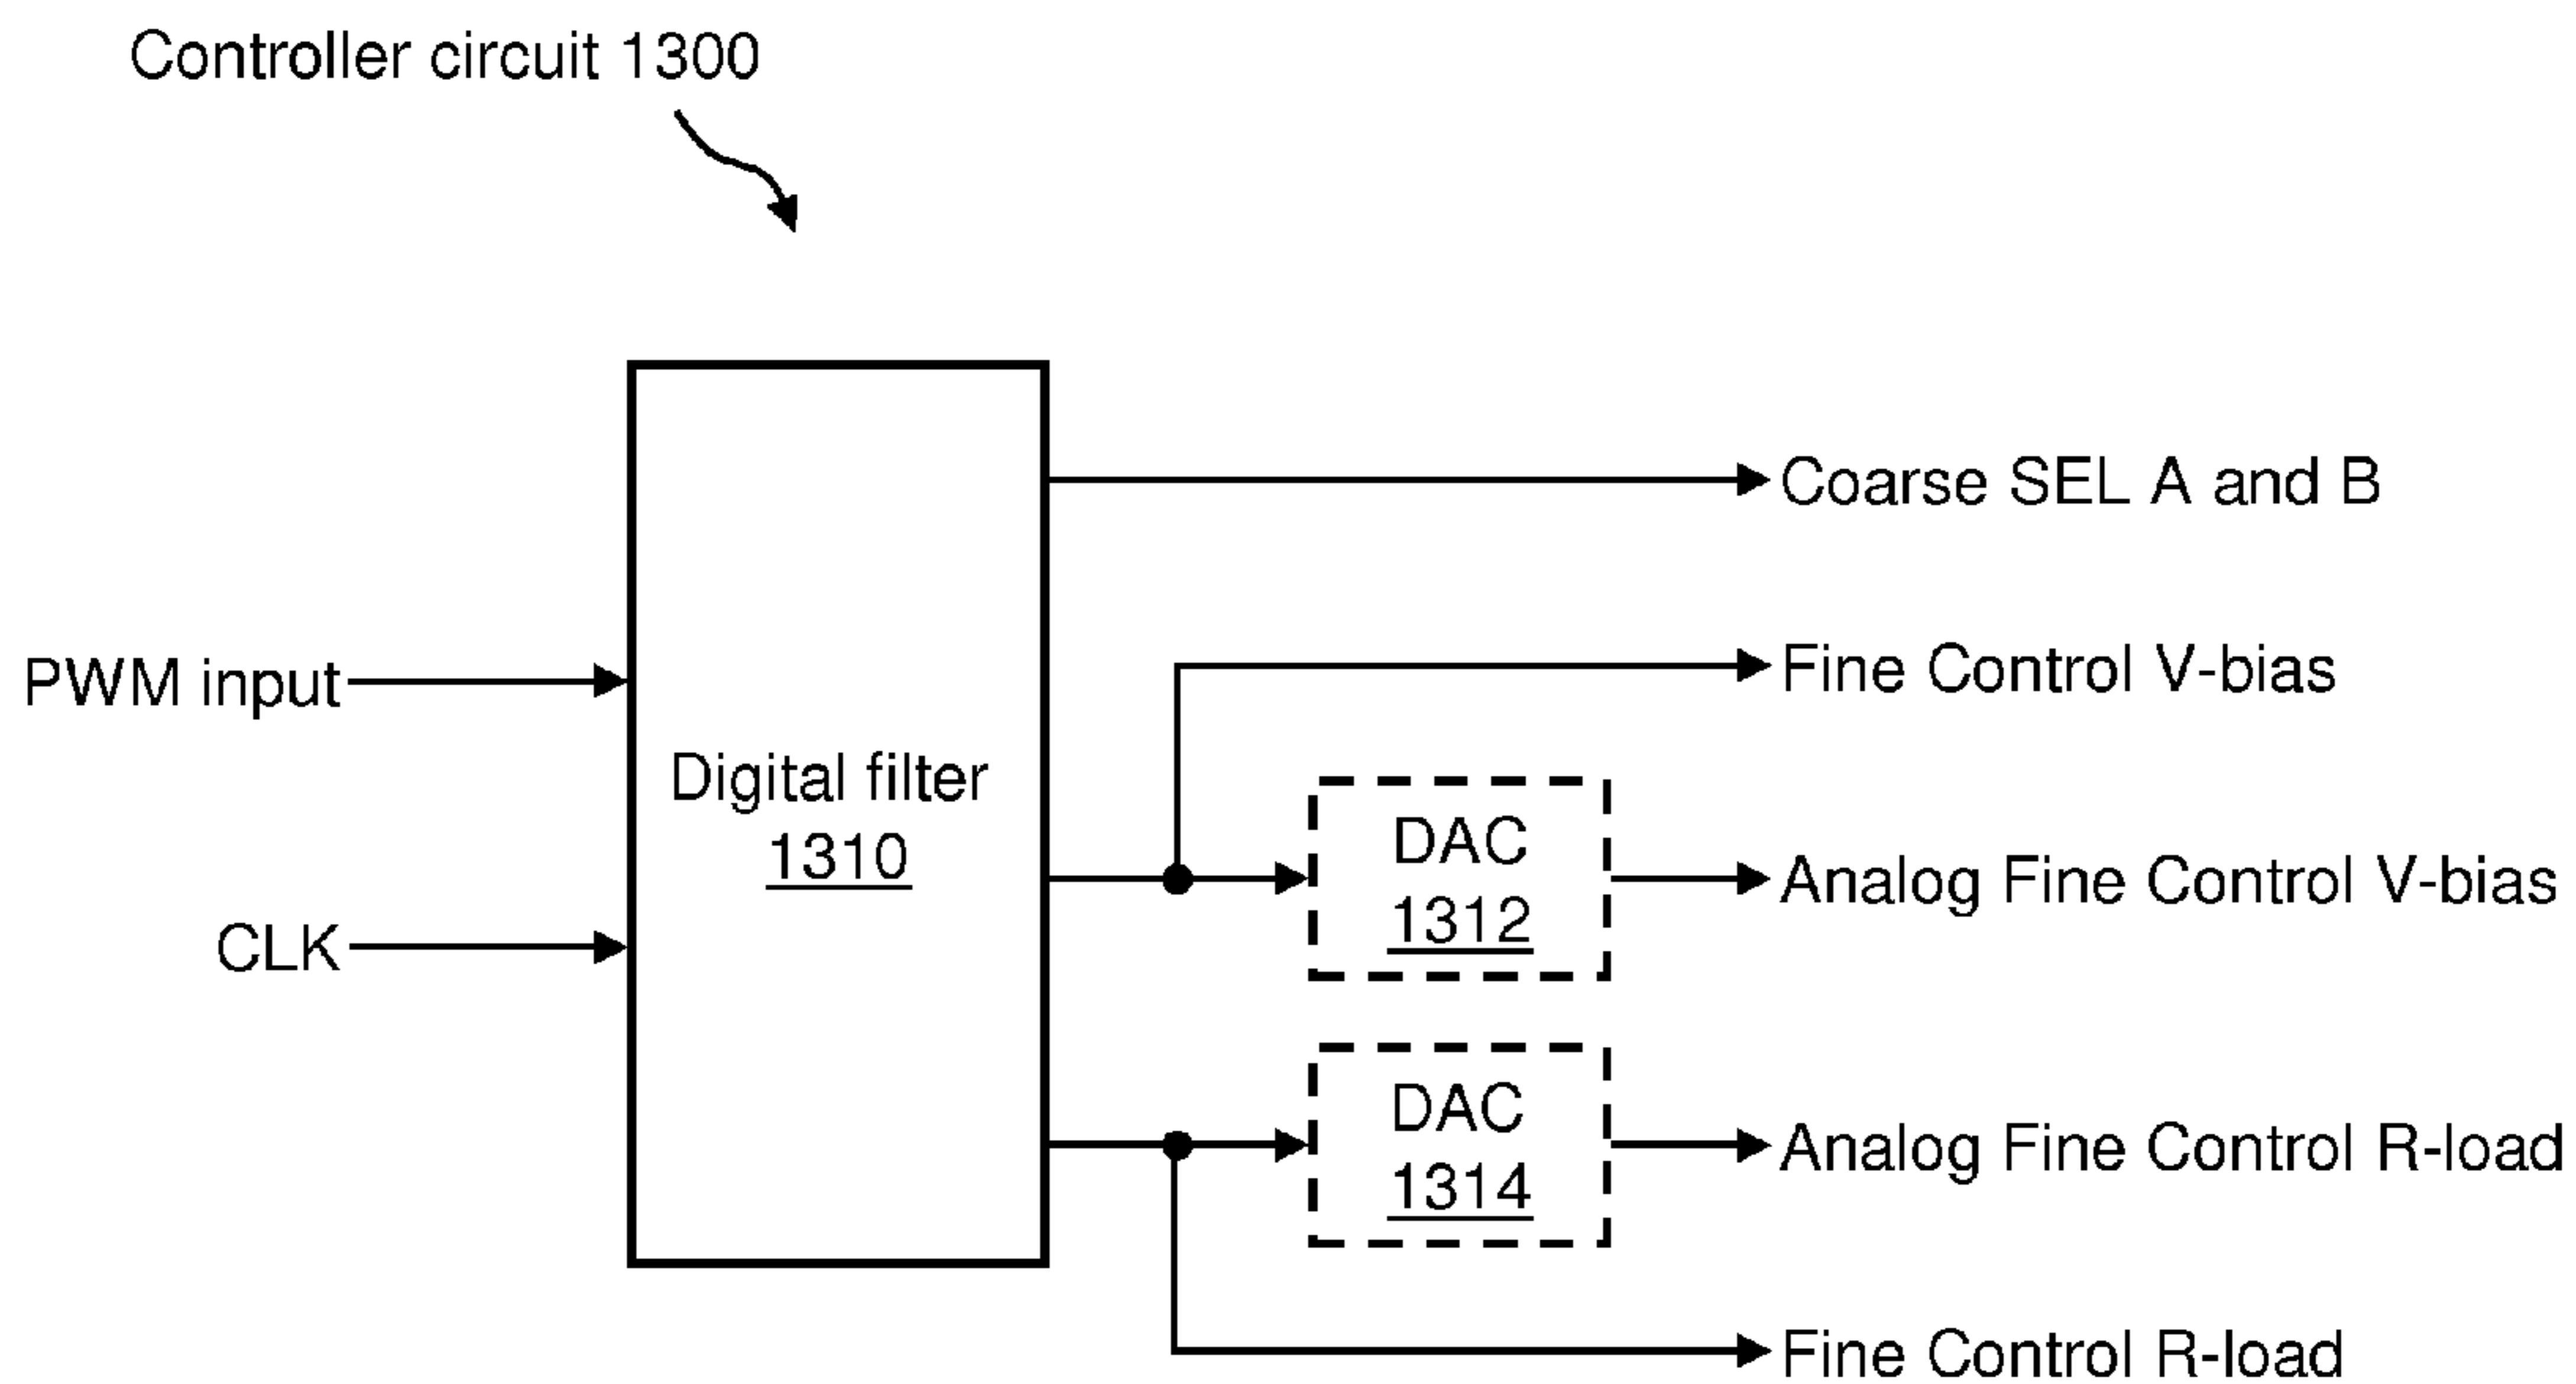 Controller circuit 1300
Coarse SEL A and B
Fine Control V-bias
PWM input
Digital filter
1310
DAC
1312
Analog Fine Control V-bias
CLK
DAC
1314
Analog Fine Control R-load
Fine Control R-load